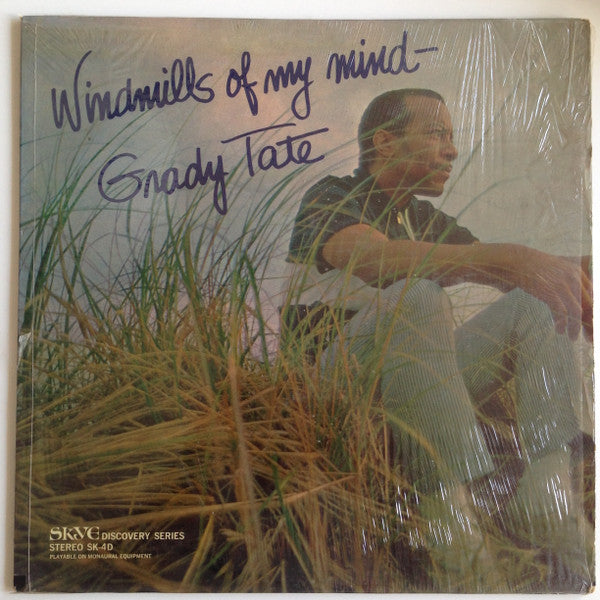 Windmills of my mind-
Grady Tate
SKYE DISCOVERY SERIES
STEREO SK-4D
PLAYABLE ON MONAURAL EQUIPMENT